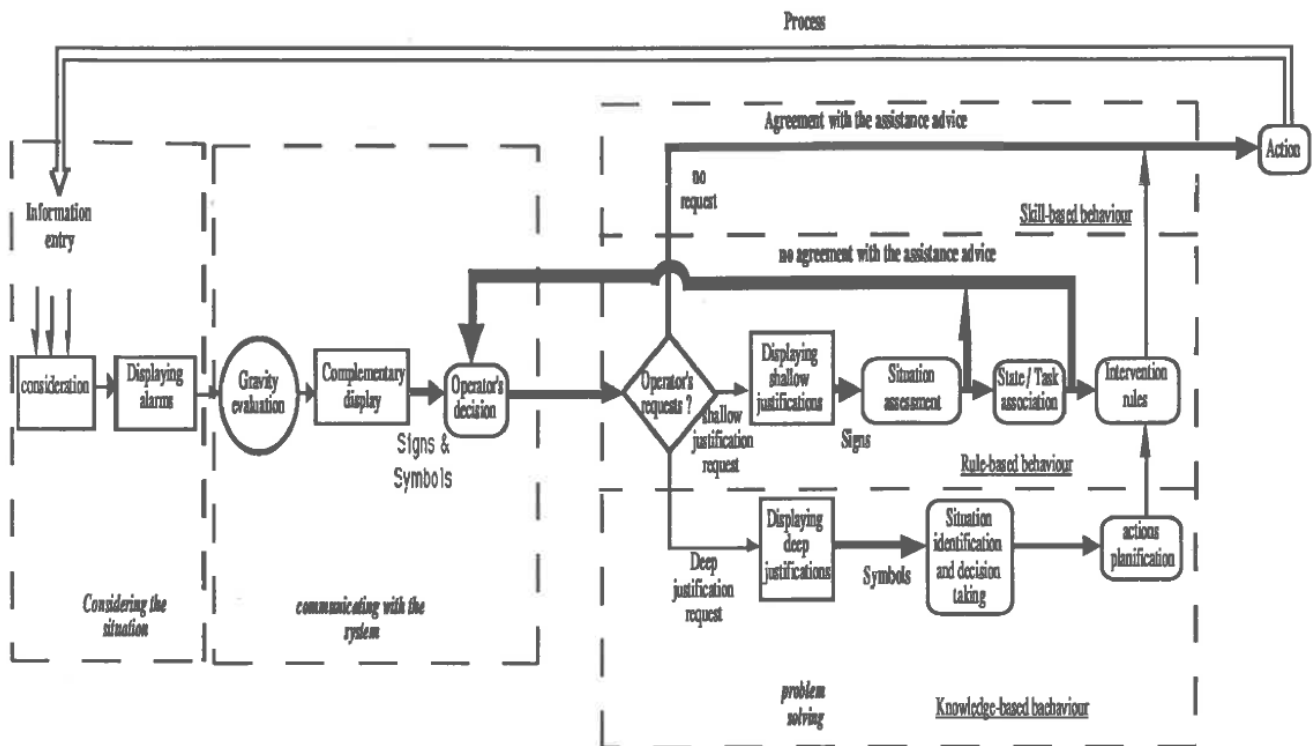 Process
Agreement with the assistance advice
Action
no
request
Information
entry
Skill-based behaviour
no agreement with the assistance advice
consideration
Displaying
alarms
Gravity
evaluation
Complementary
display
Operator's
decision
Signs &
Symbols
Operator's
requests ?
shallow
justification
request
Displaying
shallow
justifications
Signs
Situation
assessment
State / Task
association
Intervention
rules
Rule-based behaviour
Deep
justification
request
Displaying
deep
justifications
Symbols
Situation
identification
and decision
taking
actions
planification
Considering the
situation
communicating with the
system
problem
solving
Knowledge-based baehaviour